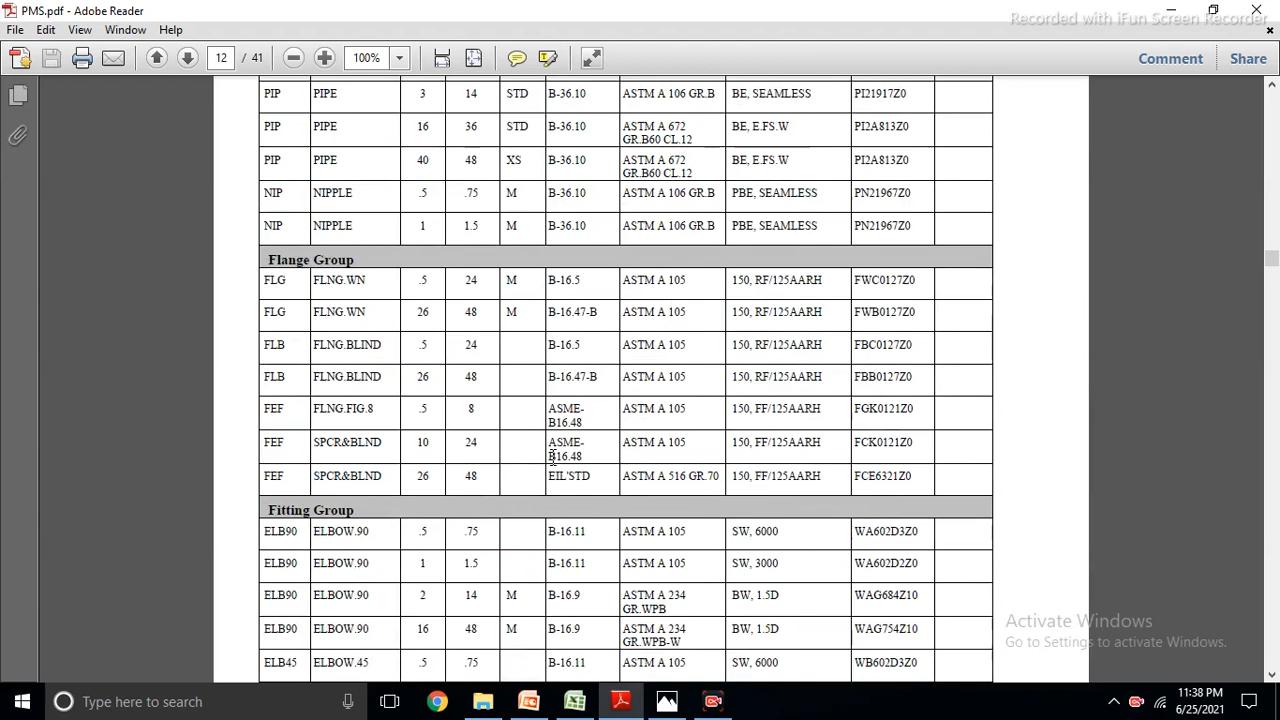 PMS.pdf - Adobe Reader
Recorded with iFun Screen Recorder
File Edit View Window Help
12 / 41 100% Comment Share
PIP PIPE 3 14 STD B-36.10 ASTM A 106 GR.B BE, SEAMLESS PI21917Z0
PIP PIPE 16 36 STD B-36.10 ASTM A 672 BE, E.FS.W PI2A813Z0
GR.B60 CL.12
PIP PIPE 40 48 XS B-36.10 ASTM A 672 BE, E.FS.W PI2A813Z0
GR.B60 CL.12
NIP NIPPLE .5 .75 M B-36.10 ASTM A 106 GR.B PBE, SEAMLESS PN21967Z0
NIP NIPPLE 1 1.5 M B-36.10 ASTM A 106 GR.B PBE, SEAMLESS PN21967Z0
Flange Group
FLG FLNG.WN .5 24 M B-16.5 ASTM A 105 150, RF/125AARH FWC0127Z0
FLG FLNG.WN 26 48 M B-16.47-B ASTM A 105 150, RF/125AARH FWB0127Z0
FLB FLNG.BLIND .5 24 B-16.5 ASTM A 105 150, RF/125AARH FBC0127Z0
FLB FLNG.BLIND 26 48 B-16.47-B ASTM A 105 150, RF/125AARH FBB0127Z0
FEF FLNG.FIG.8 .5 8 ASME- ASTM A 105 150, FF/125AARH FGK0121Z0
B16.48
FEF SPCR&BLND 10 24 ASME- ASTM A 105 150, FF/125AARH FCK0121Z0
B16.48
FEF SPCR&BLND 26 48 EIL'STD ASTM A 516 GR.70 150, FF/125AARH FCE6321Z0
Fitting Group
ELB90 ELBOW.90 .5 .75 B-16.11 ASTM A 105 SW, 6000 WA602D3Z0
ELB90 ELBOW.90 1 1.5 B-16.11 ASTM A 105 SW, 3000 WA602D2Z0
ELB90 ELBOW.90 2 14 M B-16.9 ASTM A 234 BW, 1.5D WAG684Z10
GR.WPB
ELB90 ELBOW.90 16 48 M B-16.9 ASTM A 234 BW, 1.5D WAG754Z10
GR.WPB-W
ELB45 ELBOW.45 .5 .75 B-16.11 ASTM A 105 SW, 6000 WB602D3Z0
Activate Windows
Go to Settings to activate Windows.
Type here to search
11:38 PM
6/25/2021